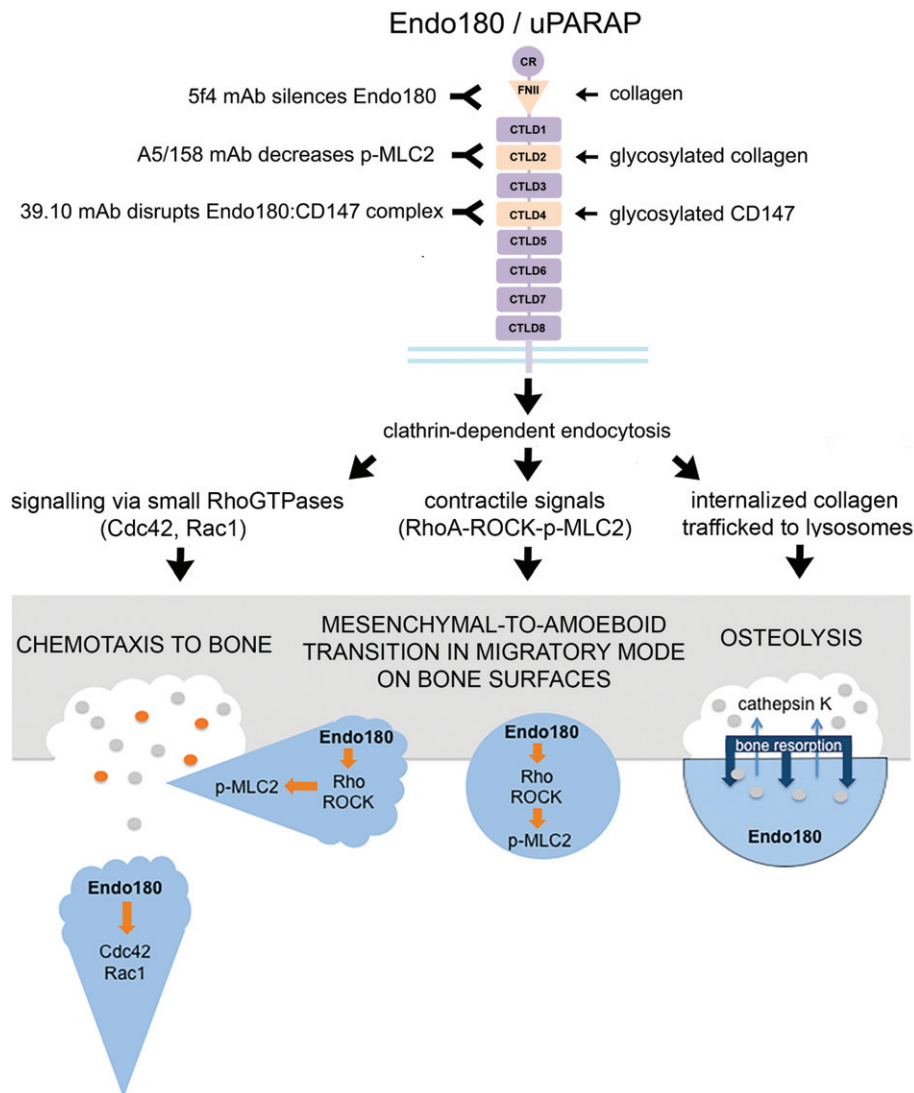 Endo180 / uPARAP
CR
FNII
5f4 mAb silences Endo180
collagen
CTLD1
A5/158 mAb decreases p-MLC2
CTLD2
glycosylated collagen
CTLD3
39.10 mAb disrupts Endo180:CD147 complex
CTLD4
glycosylated CD147
CTLD5
CTLD6
CTLD7
CTLD8
clathrin-dependent endocytosis
signalling via small RhoGTPases
(Cdc42, Rac1)
contractile signals
(RhoA-ROCK-p-MLC2)
internalized collagen
trafficked to lysosomes
CHEMOTAXIS TO BONE
MESENCHYMAL-TO-AMOEBOID
TRANSITION IN MIGRATORY MODE
ON BONE SURFACES
OSTEOLYSIS
Endo180
Rho
ROCK
p-MLC2
Endo180
Rho
ROCK
p-MLC2
cathepsin K
bone resorption
Endo180
Endo180
Cdc42
Rac1